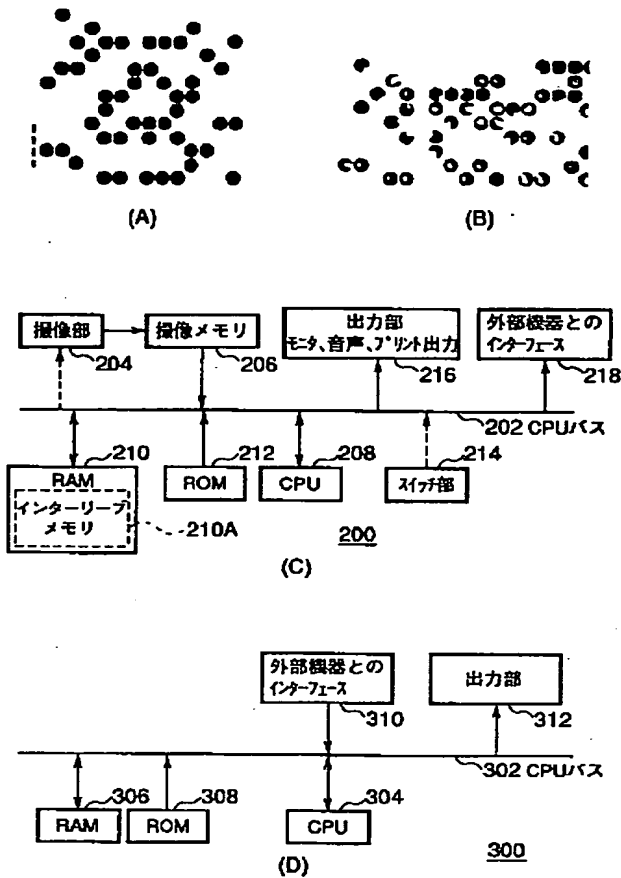 (A)
(B)
撮像部
204
撮像メモリ
206
出力部
モニタ、音声、プリント出力
216
外部機器との
インターフェース
218
202 CPUバス
210
RAM
インターリーブ
メモリ
210A
212
ROM
208
CPU
214
スイッチ部
200
(C)
外部機器との
インターフェース
310
出力部
312
302 CPUバス
306
RAM
308
ROM
304
CPU
300
(D)